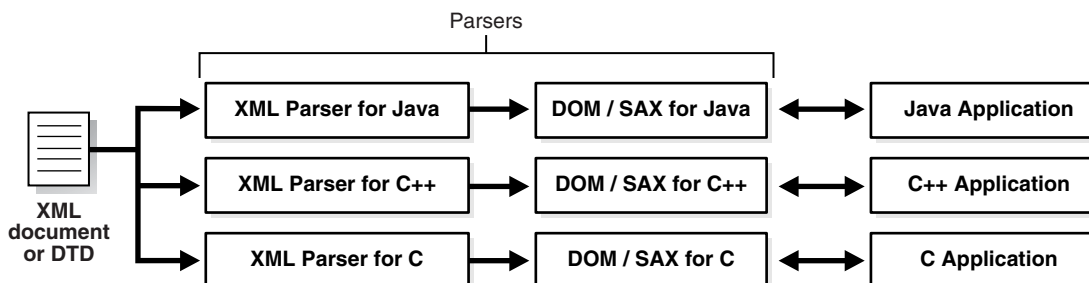 Parsers
XML Parser for Java
DOM / SAX for Java
Java Application
XML Parser for C++
DOM / SAX for C++
C++ Application
XML
document
or DTD
XML Parser for C
DOM / SAX for C
C Application